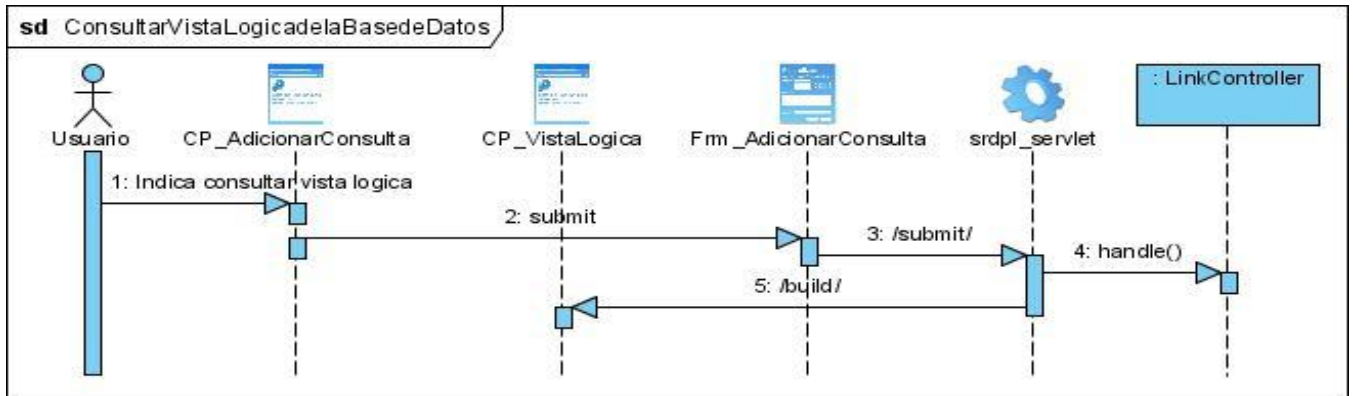 sd ConsultarVistaLogicadelaBasedeDatos
Usuario
CP_AdicionarConsulta
CP_VistaLogica
Frm_AdicionarConsulta
srdpl_servlet
: LinkController
1: Indica consultar vista logica
2: submit
3: /submit/
4: handle()
5: /build/